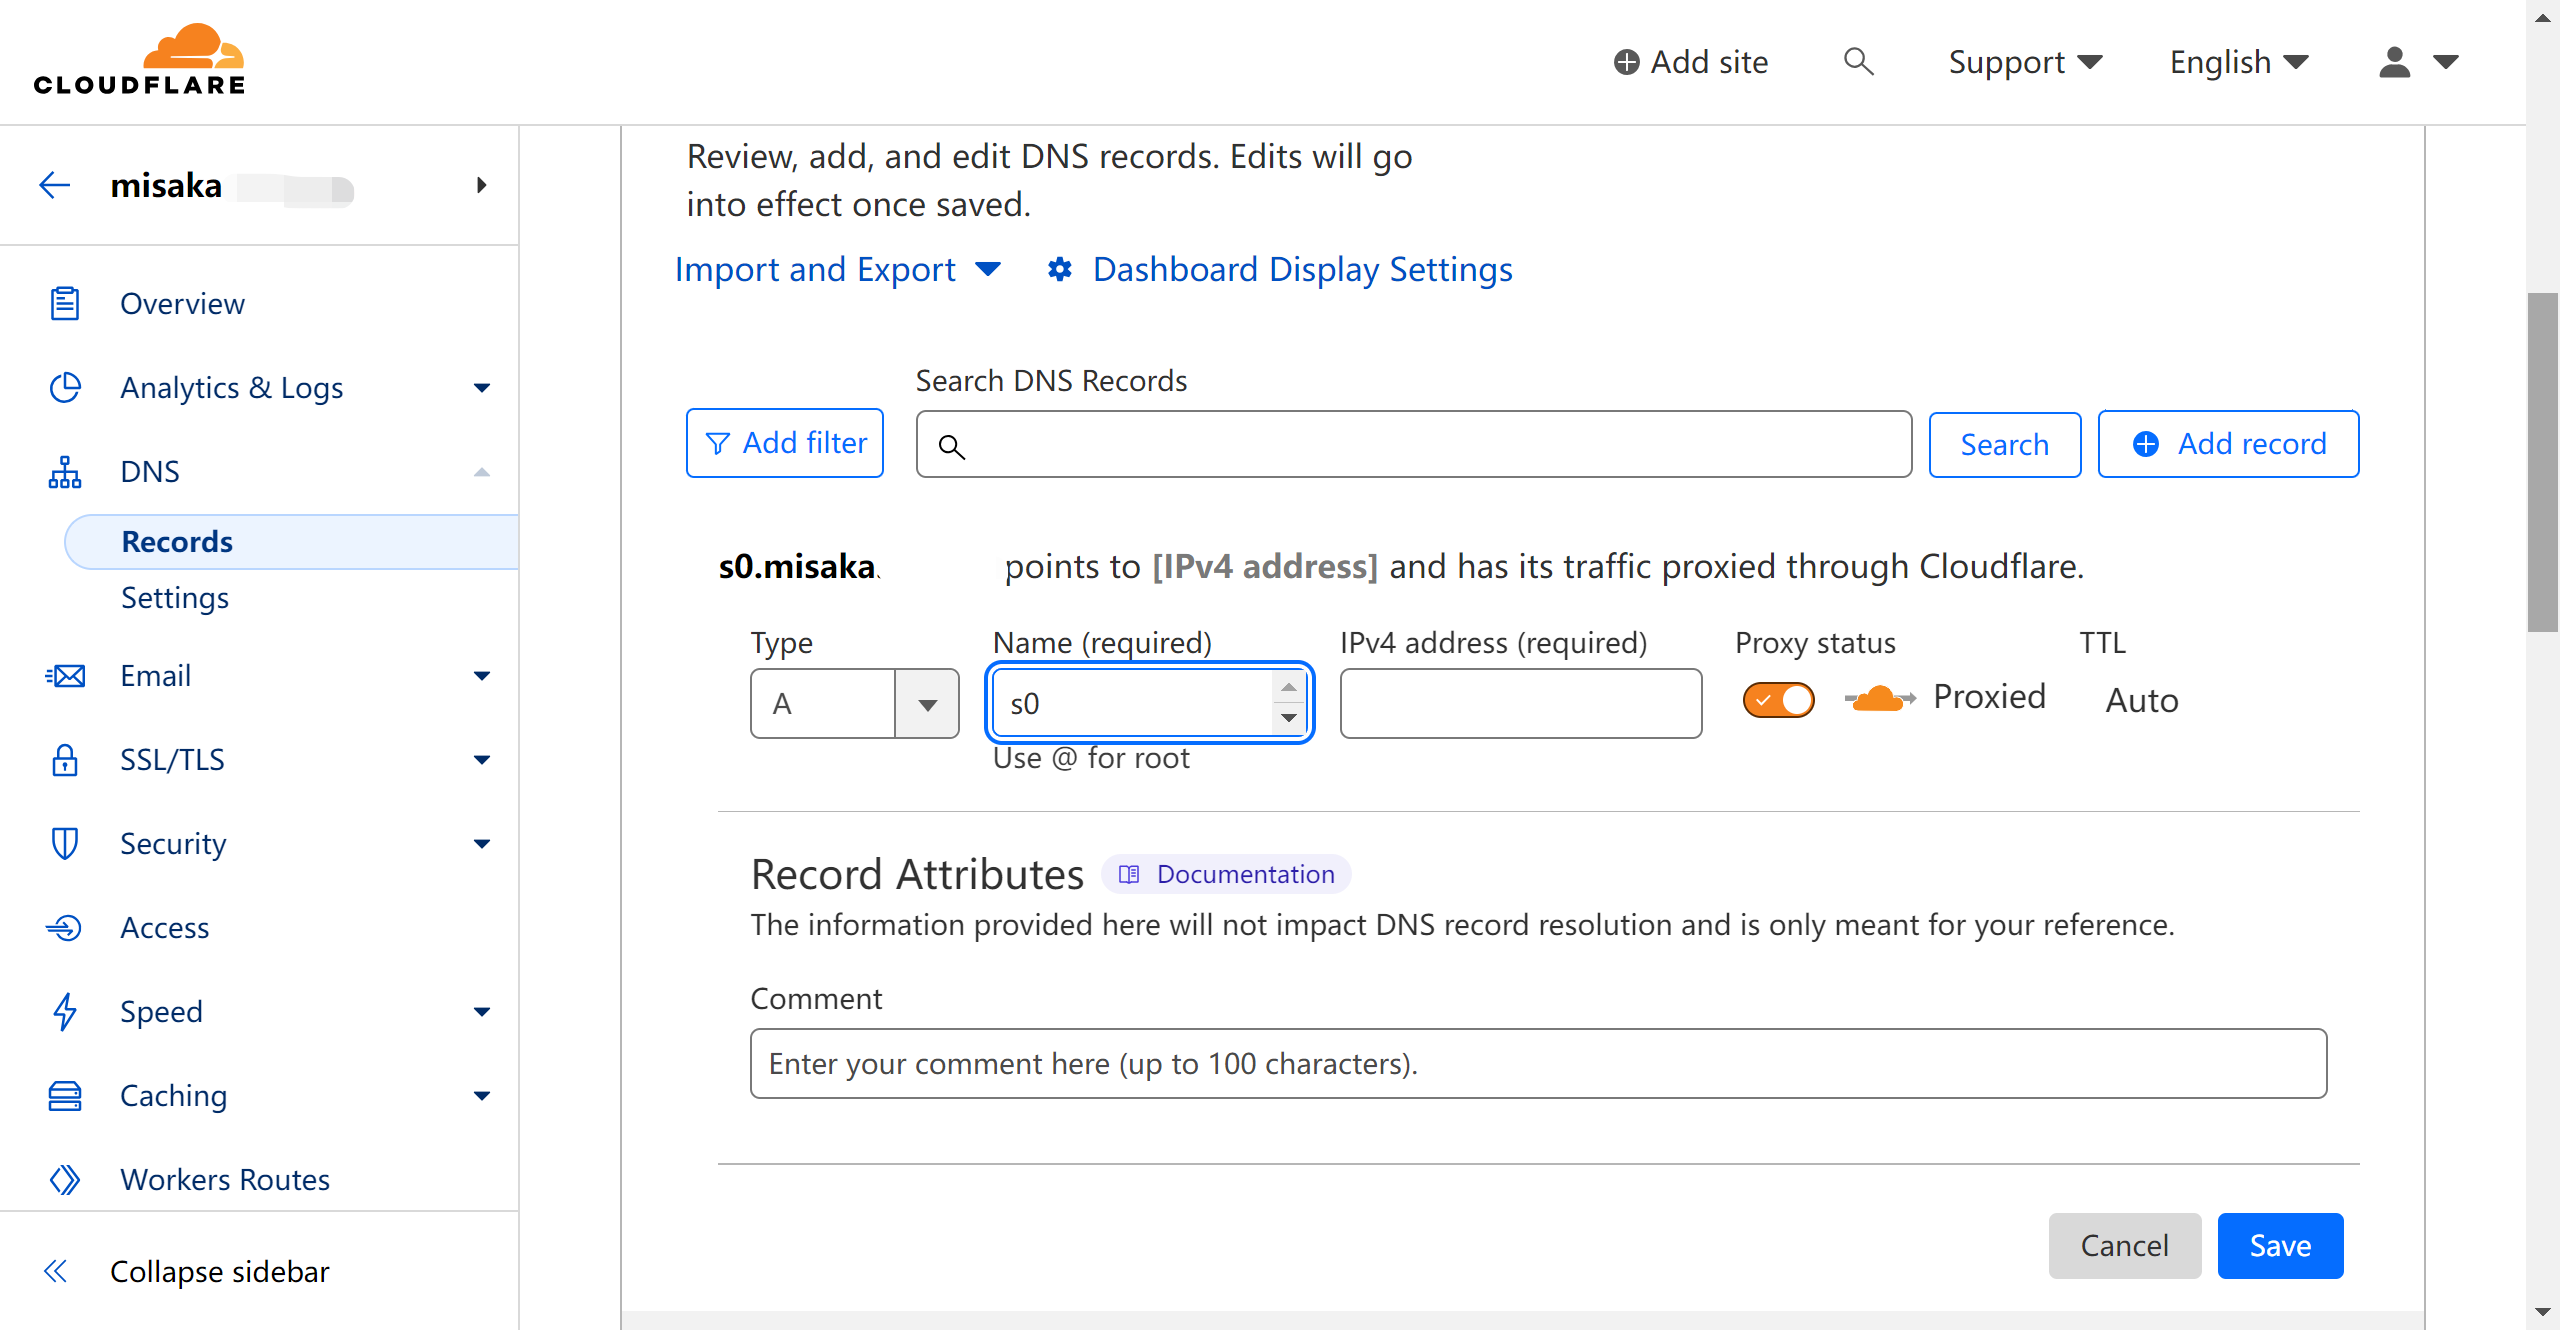 CLOUDFLARE
Add site
Support
English
misaka
Overview
Analytics & Logs
DNS
Records
Settings
Email
SSL/TLS
Security
Access
Speed
Caching
Workers Routes
Collapse sidebar
Review, add, and edit DNS records. Edits will go
into effect once saved.
Import and Export
Dashboard Display Settings
Search DNS Records
Add filter
Search
Add record
s0.misaka. points to [IPv4 address] and has its traffic proxied through Cloudflare.
Type Name (required) IPv4 address (required) Proxy status TTL
A s0 Proxied Auto
Use @ for root
Record Attributes Documentation
The information provided here will not impact DNS record resolution and is only meant for your reference.
Comment
Enter your comment here (up to 100 characters).
Cancel Save